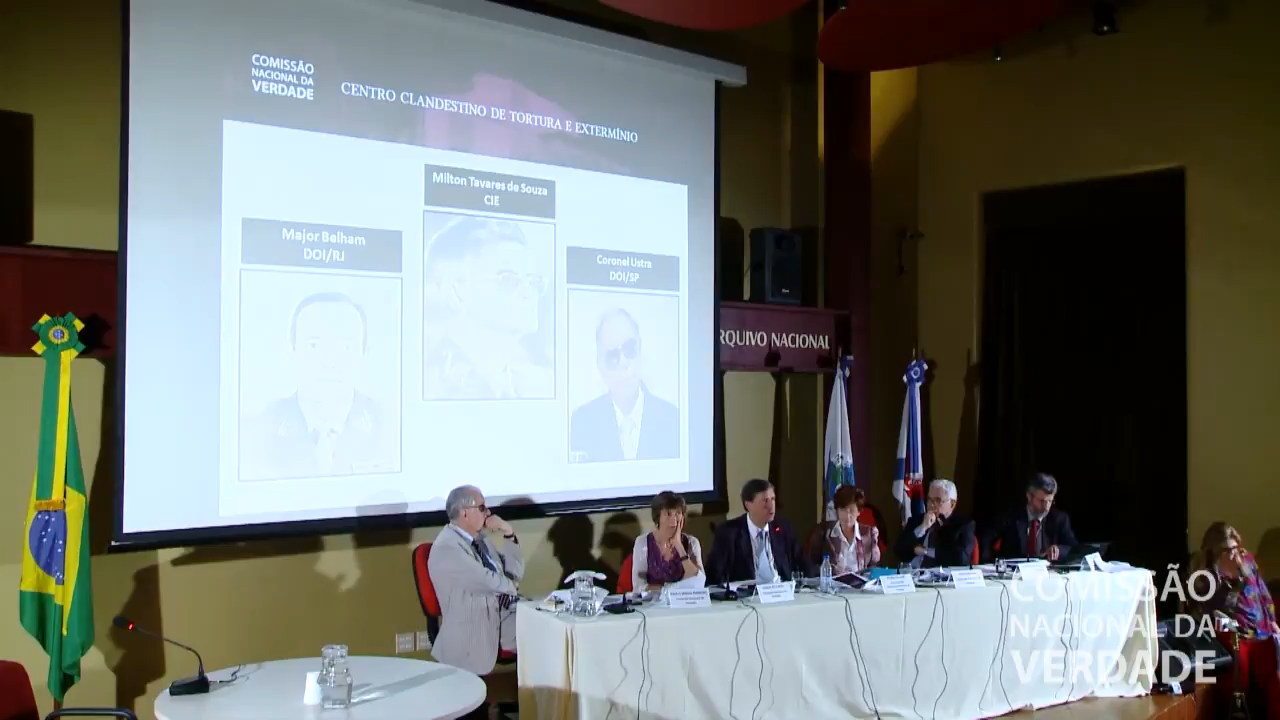 COMISSÃO
NACIONAL DA
VERDADE
CENTRO CLANDESTINO DE TORTURA E EXTERMÍNIO
Milton Tavares de Souza
CIE
Major Belham
DOI/RJ
Coronel Ustra
DOI/SP
RQUIVO NACIONAL
COMISSÃO
NACIONAL DA
VERDADE